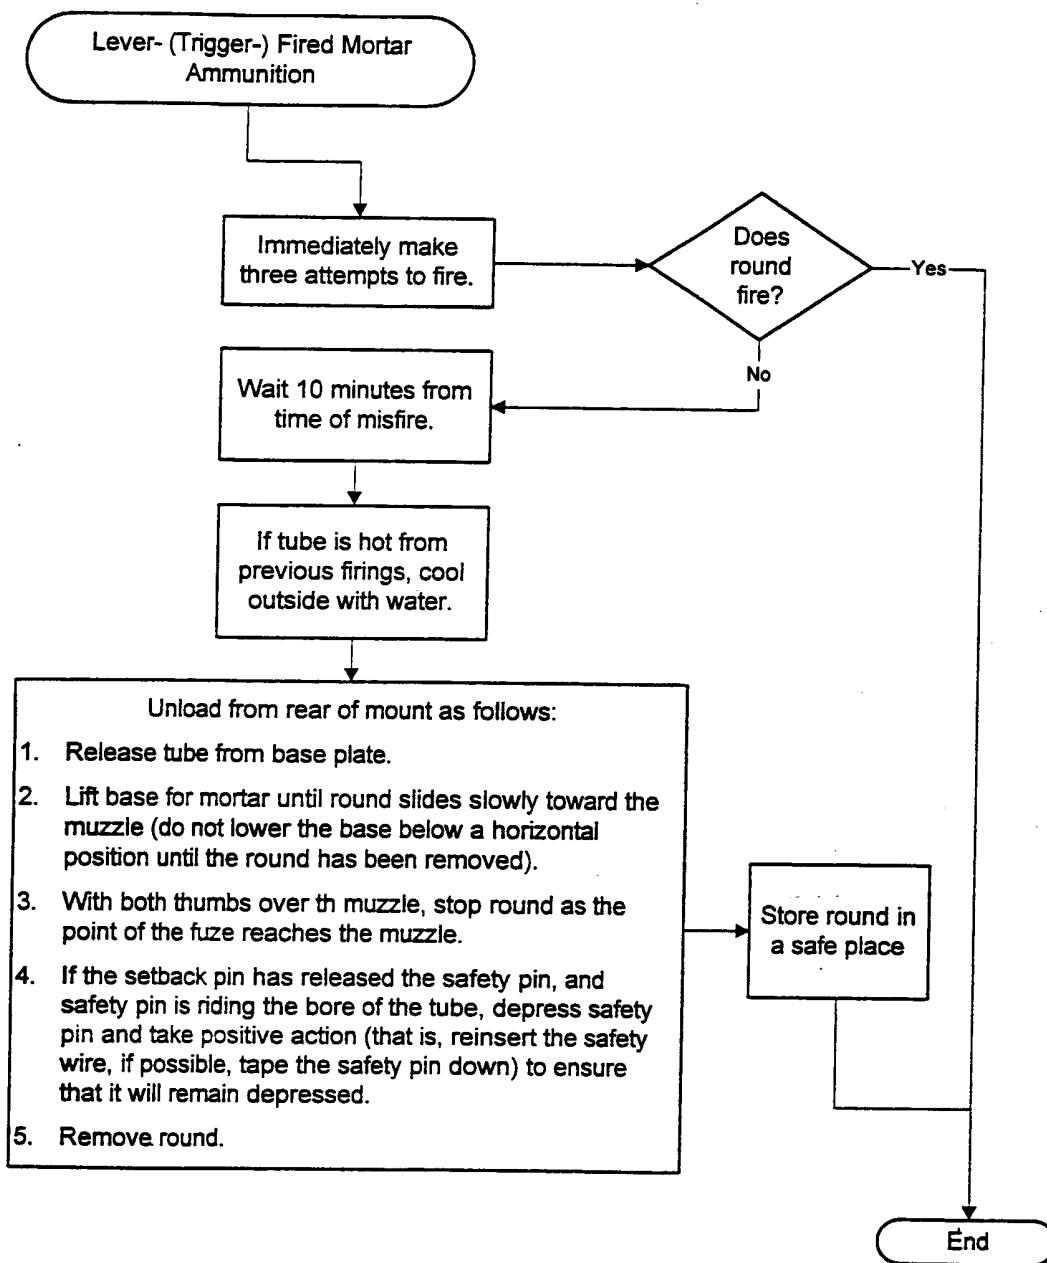 Lever- (Trigger-) Fired Mortar
Ammunition
Immediately make
three attempts to fire.
Does
round
fire?
Yes
No
Wait 10 minutes from
time of misfire.
If tube is hot from
previous firings, cool
outside with water.
Unload from rear of mount as follows:
1. Release tube from base plate.
2. Lift base for mortar until round slides slowly toward the
muzzle (do not lower the base below a horizontal
position until the round has been removed).
3. With both thumbs over th muzzle, stop round as the
point of the fuze reaches the muzzle.
4. If the setback pin has released the safety pin, and
safety pin is riding the bore of the tube, depress safety
pin and take positive action (that is, reinsert the safety
wire, if possible, tape the safety pin down) to ensure
that it will remain depressed.
5. Remove round.
Store round in
a safe place
End